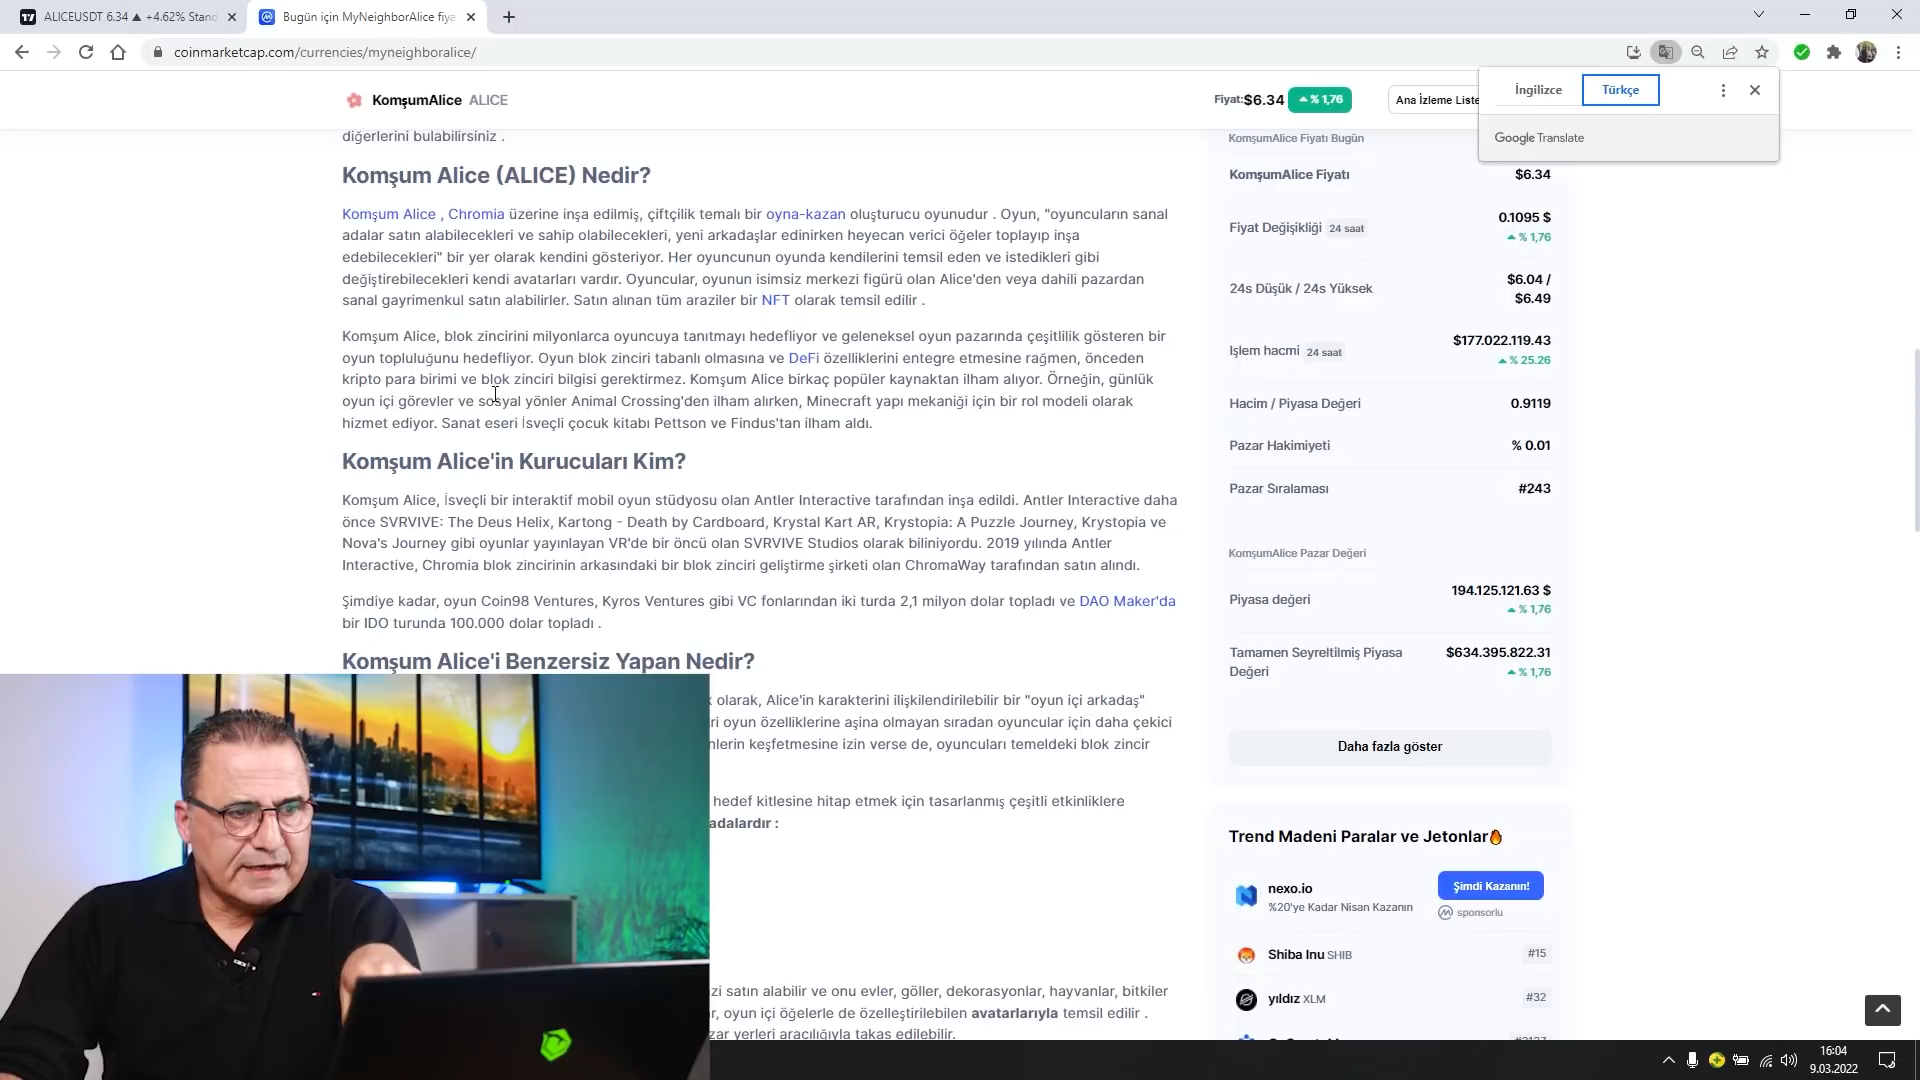 ALICEUSDT 6.34 ▲ +4.62% Stand
Bugün için MyNeighborAlice fiya
coinmarketcap.com/currencies/myneighboralice/
KomşumAlice ALICE
Fiyat:$6.34 % 1,76
Ana İzleme Liste
İngilizce
Türkçe
Google Translate
diğerlerini bulabilirsiniz .
Komşum Alice (ALICE) Nedir?
Komşum Alice , Chromia üzerine inşa edilmiş, çiftçilik temalı bir oyna-kazan oluşturucu oyunudur . Oyun, "oyuncuların sanal
adalar satın alabilecekleri ve sahip olabilecekleri, yeni arkadaşlar edinirken heyecan verici öğeler toplayıp inşa
edebilecekleri" bir yer olarak kendini gösteriyor. Her oyuncunun oyunda kendilerini temsil eden ve istedikleri gibi
değiştirebilecekleri kendi avatarları vardır. Oyuncular, oyunun isimsiz merkezi figürü olan Alice'den veya dahili pazardan
sanal gayrimenkul satın alabilirler. Satın alınan tüm araziler bir NFT olarak temsil edilir .
Komşum Alice, blok zincirini milyonlarca oyuncuya tanıtmayı hedefliyor ve geleneksel oyun pazarında çeşitlilik gösteren bir
oyun topluluğunu hedefliyor. Oyun blok zinciri tabanlı olmasına ve DeFi özelliklerini entegre etmesine rağmen, önceden
kripto para birimi ve blok zinciri bilgisi gerektirmez. Komşum Alice birkaç popüler kaynaktan ilham alıyor. Örneğin, günlük
oyun içi görevler ve sosyal yönler Animal Crossing'den ilham alırken, Minecraft yapı mekaniği için bir rol modeli olarak
hizmet ediyor. Sanat eseri İsveçli çocuk kitabı Pettson ve Findus'tan ilham aldı.
Komşum Alice'in Kurucuları Kim?
Komşum Alice, İsveçli bir interaktif mobil oyun stüdyosu olan Antler Interactive tarafından inşa edildi. Antler Interactive daha
önce SVRVIVE: The Deus Helix, Kartong - Death by Cardboard, Krystal Kart AR, Krystopia: A Puzzle Journey, Krystopia ve
Nova's Journey gibi oyunlar yayınlayan VR'de bir öncü olan SVRVIVE Studios olarak biliniyordu. 2019 yılında Antler
Interactive, Chromia blok zincirinin arkasındaki bir blok zinciri geliştirme şirketi olan ChromaWay tarafından satın alındı.
Şimdiye kadar, oyun Coin98 Ventures, Kyros Ventures gibi VC fonlarından iki turda 2,1 milyon dolar topladı ve DAO Maker'da
bir IDO turunda 100.000 dolar topladı .
Komşum Alice'i Benzersiz Yapan Nedir?
olarak, Alice'in karakterini ilişkilendirilebilir bir "oyun içi arkadaş"
ri oyun özelliklerine aşina olmayan sıradan oyuncular için daha çekici
nlerin keşfetmesine izin verse de, oyuncuları temeldeki blok zincir
hedef kitlesine hitap etmek için tasarlanmış çeşitli etkinliklere
adalardır :
zi satın alabilir ve onu evler, göller, dekorasyonlar, hayvanlar, bitkiler
r, oyun içi öğelerle de özelleştirilebilen avatarlarıyla temsil edilir .
zar yerleri aracılığıyla takas edilebilir.
KomşumAlice Fiyatı Bugün
KomşumAlice Fiyatı $6.34
Fiyat Değişikliği 24 saat 0.1095 $
% 1,76
24s Düşük / 24s Yüksek $6.04 /
$6.49
Işlem hacmi 24 saat $177.022.119.43
% 25.26
Hacim / Piyasa Değeri 0.9119
Pazar Hakimiyeti % 0.01
Pazar Sıralaması #243
KomşumAlice Pazar Değeri
Piyasa değeri 194.125.121.63 $
% 1,76
Tamamen Seyreltilmiş Piyasa
Değeri
$634.395.822.31
% 1,76
Daha fazla göster
Trend Madeni Paralar ve Jetonlar
nexo.io
%20'ye Kadar Nisan Kazanın
Şimdi Kazanın!
sponsorlu
Shiba Inu SHIB #15
yıldız XLM #32
16:04
9.03.2022